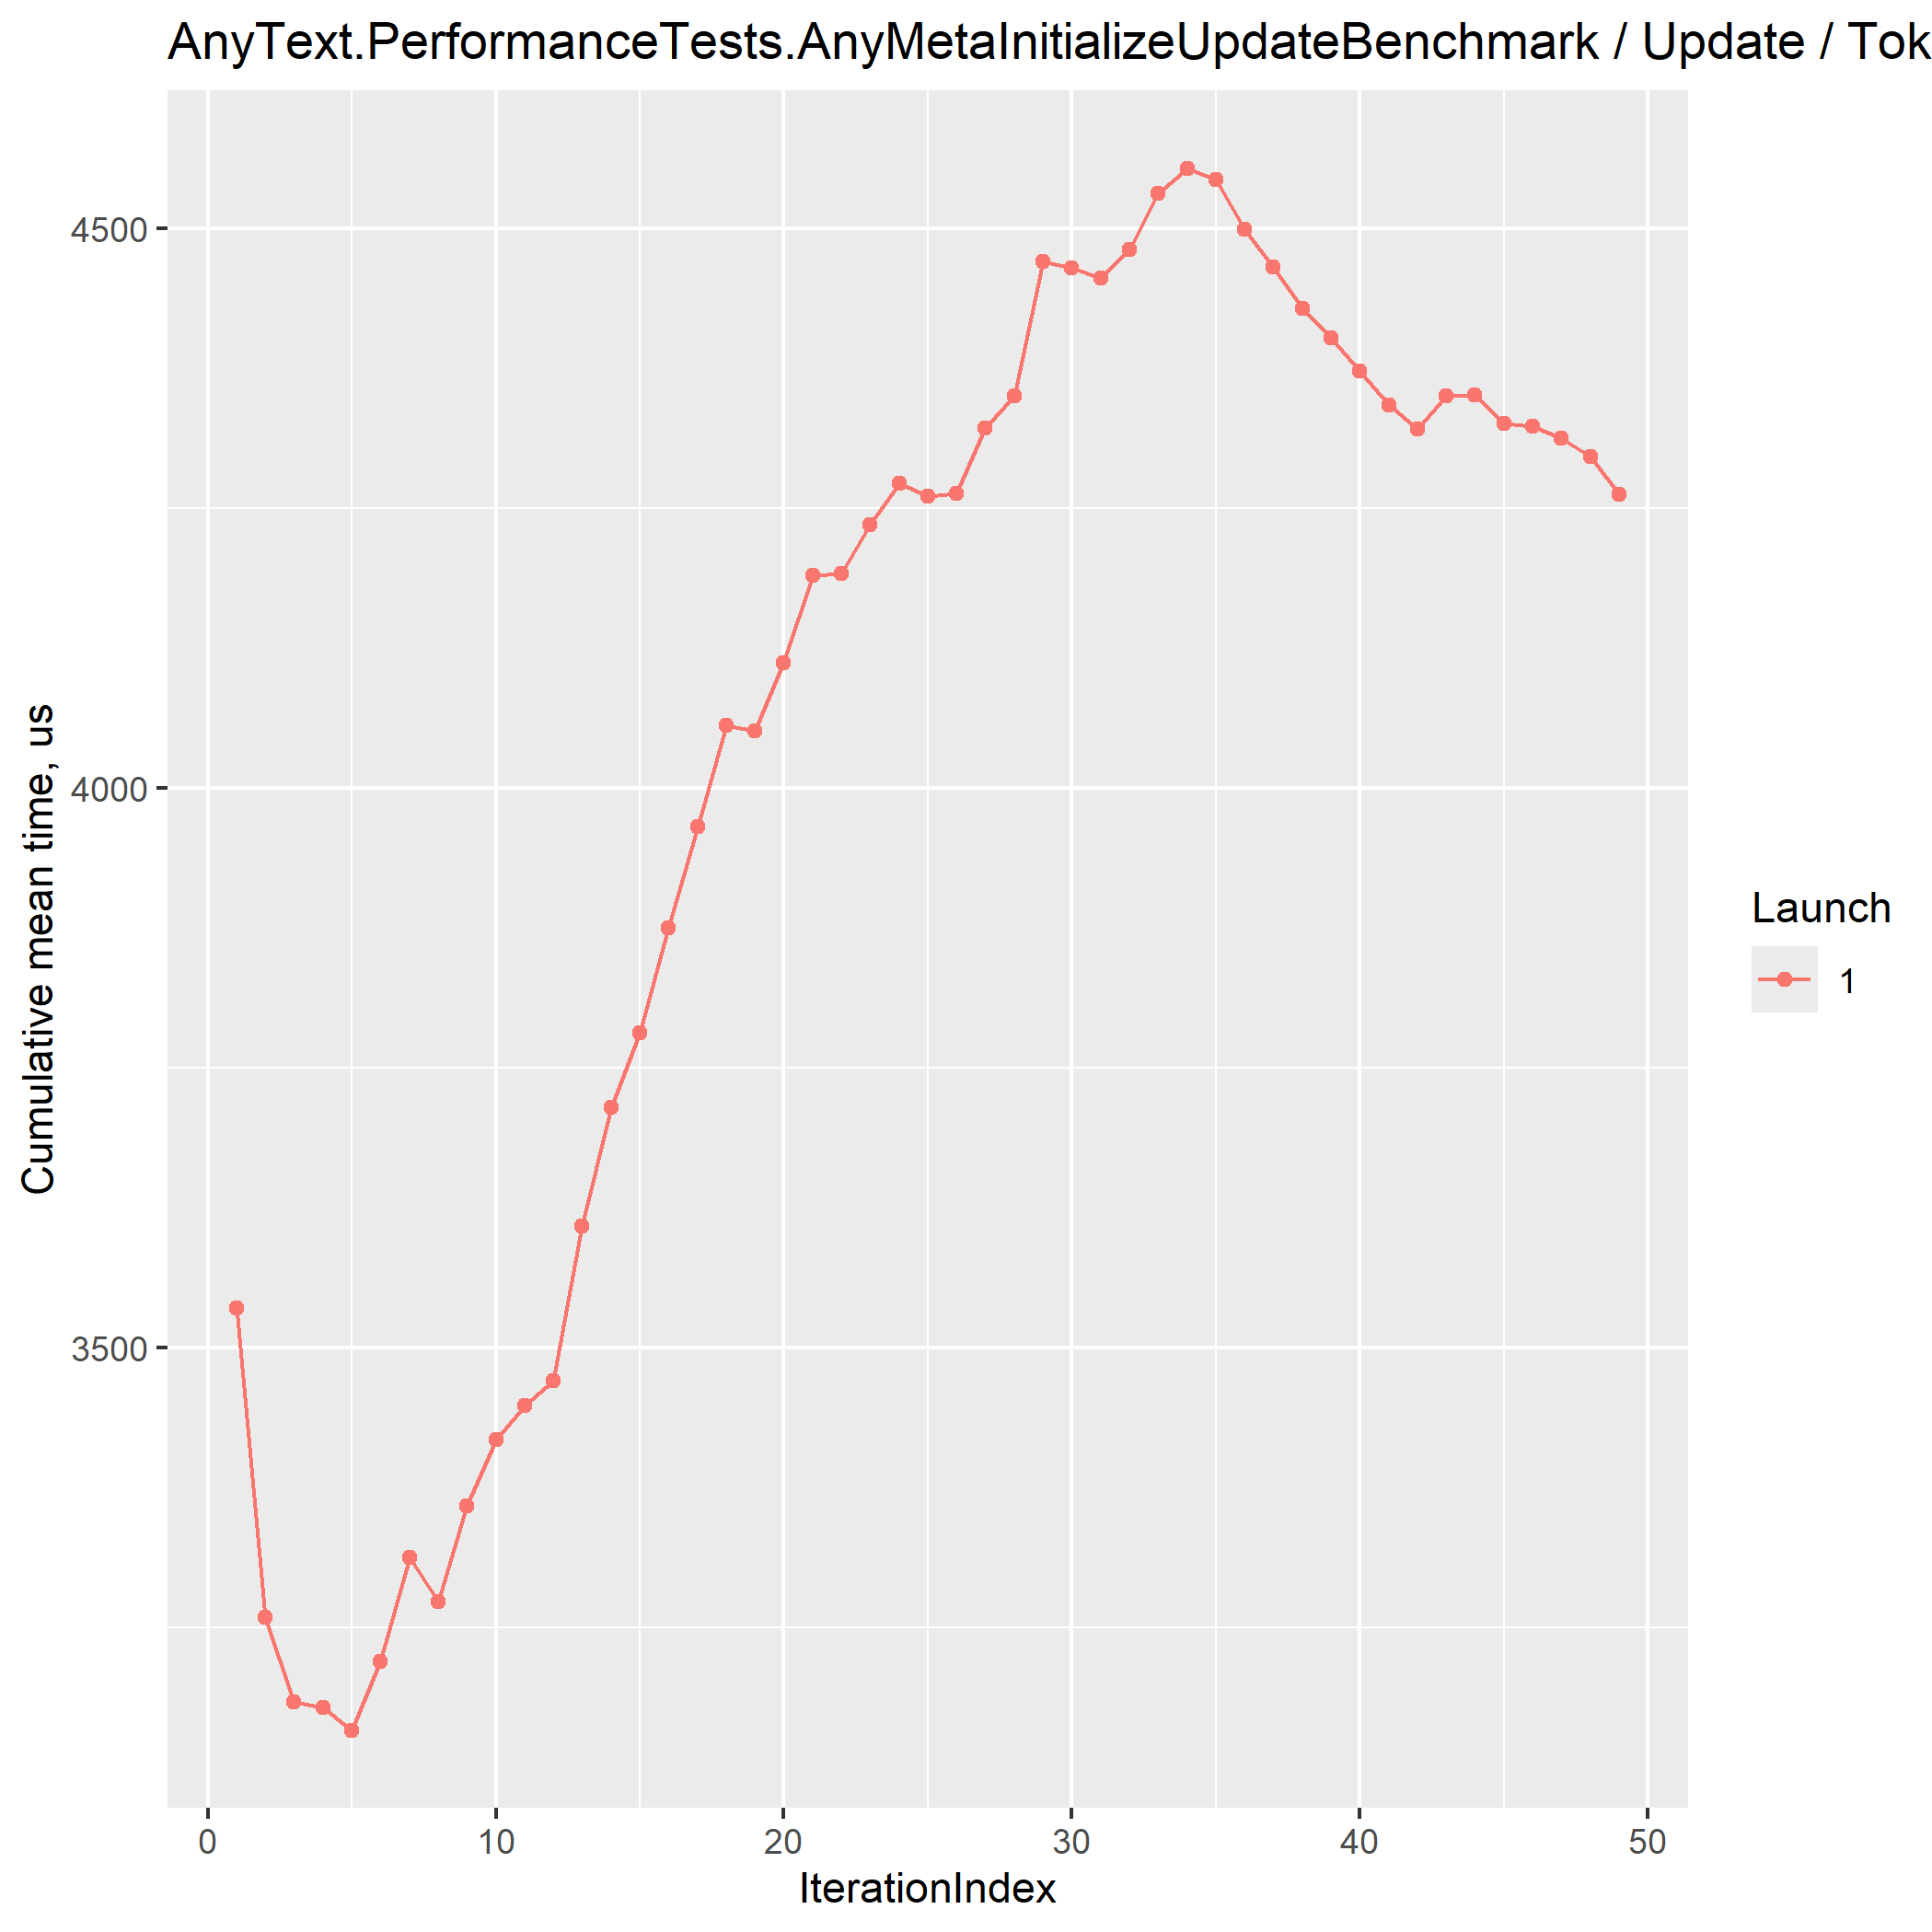 AnyText.PerformanceTests.AnyMetaInitializeUpdateBenchmark / Update / Tok
Cumulative mean time, us
4500
4000
3500
0 10 20 30 40 50
IterationIndex
Launch
1